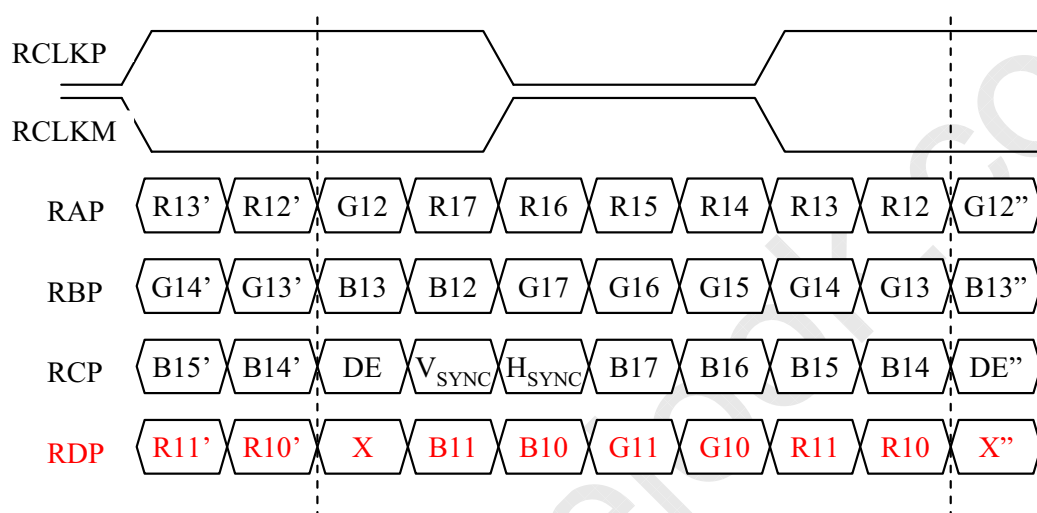 RCLKP
RCLKM
RAP R13’ R12’ G12 R17 R16 R15 R14 R13 R12 G12”
RBP G14’ G13’ B13 B12 G17 G16 G15 G14 G13 B13”
RCP B15’ B14’ DE VSYNC HSYNC B17 B16 B15 B14 DE”
RDP R11’ R10’ X B11 B10 G11 G10 R11 R10 X”